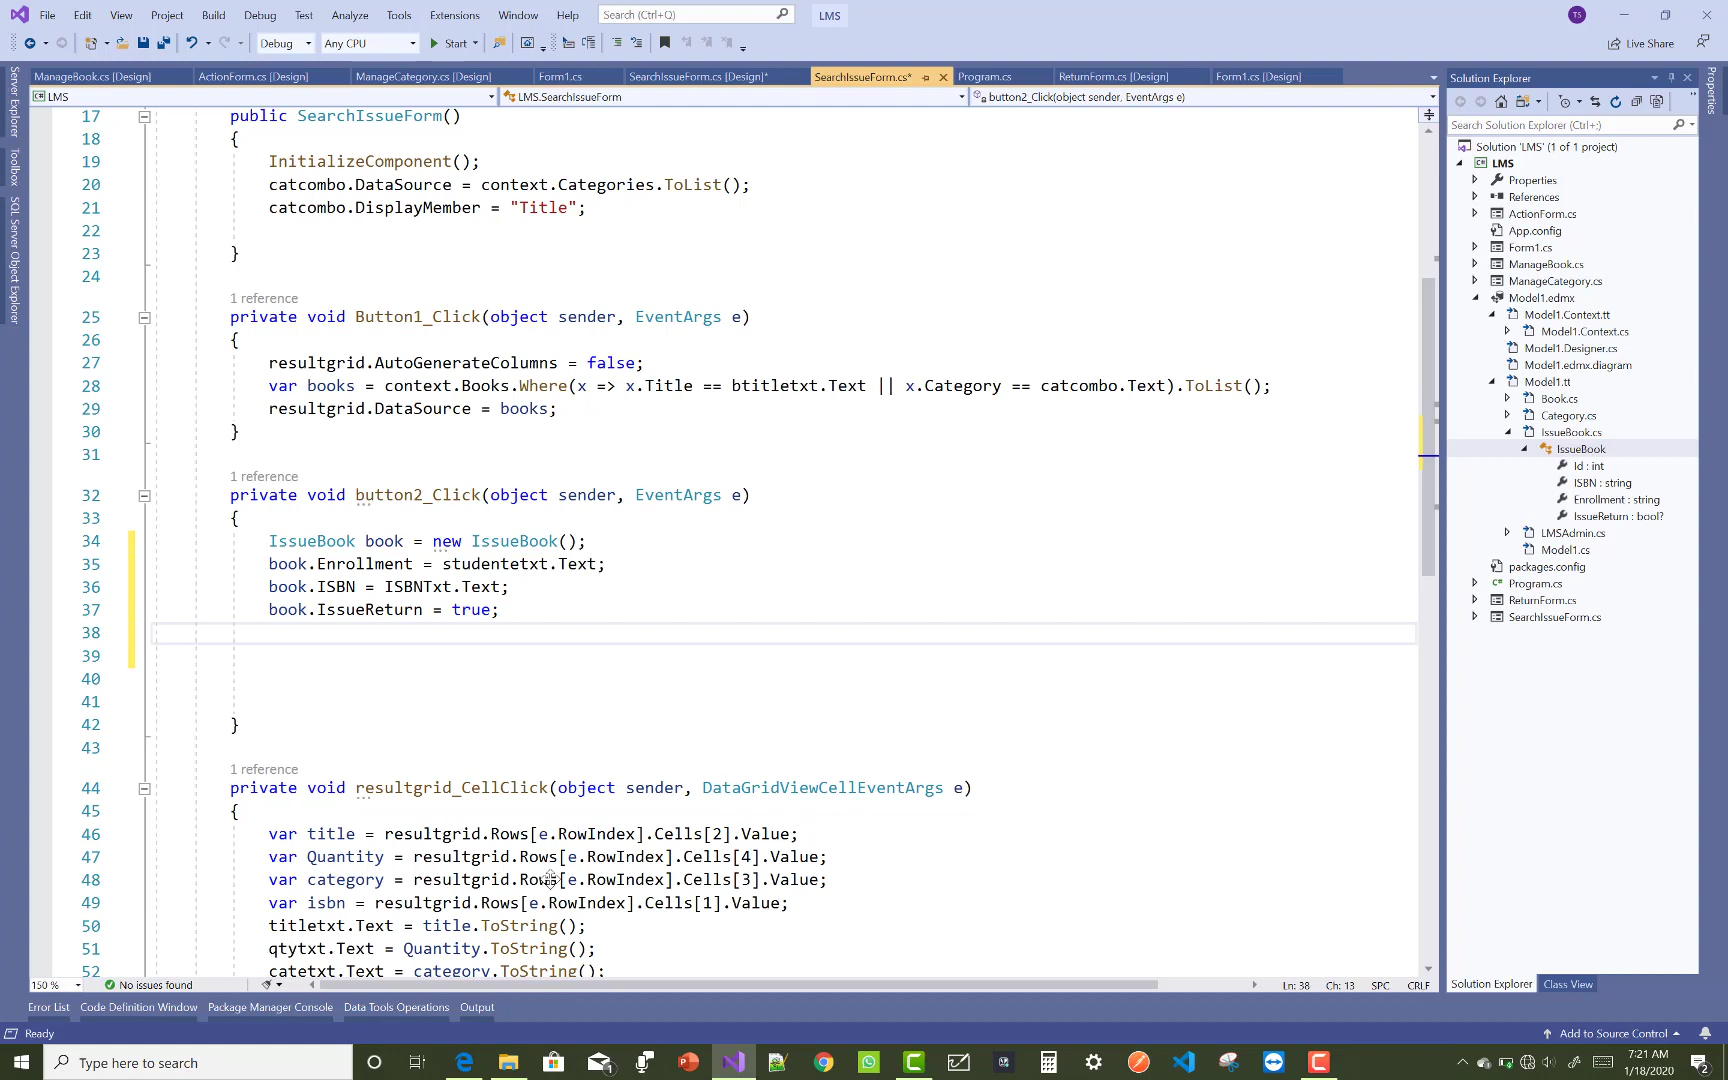 File Edit View Project Build Debug Test Analyze Tools Extensions Window Help Search (Ctrl+Q) LMS TS
Debug Any CPU Start Live Share
ManageBook.cs [Design] ActionForm.cs [Design] ManageCategory.cs [Design] Form1.cs SearchIssueForm.cs [Design]* SearchIssueForm.cs* Program.cs ReturnForm.cs [Design] Form1.cs [Design]
LMS LMS.SearchIssueForm button2_Click(object sender, EventArgs e)
Server Explorer
Toolbox
SQL Server Object Explorer
17 public SearchIssueForm()
18 {
19 InitializeComponent();
20 catcombo.DataSource = context.Categories.ToList();
21 catcombo.DisplayMember = "Title";
22
23 }
24
1 reference
25 private void Button1_Click(object sender, EventArgs e)
26 {
27 resultgrid.AutoGenerateColumns = false;
28 var books = context.Books.Where(x => x.Title == btitletxt.Text || x.Category == catcombo.Text).ToList();
29 resultgrid.DataSource = books;
30 }
31
1 reference
32 private void button2_Click(object sender, EventArgs e)
33 {
34 IssueBook book = new IssueBook();
35 book.Enrollment = studentetxt.Text;
36 book.ISBN = ISBNTxt.Text;
37 book.IssueReturn = true;
38
39
40
41
42 }
43
1 reference
44 private void resultgrid_CellClick(object sender, DataGridViewCellEventArgs e)
45 {
46 var title = resultgrid.Rows[e.RowIndex].Cells[2].Value;
47 var Quantity = resultgrid.Rows[e.RowIndex].Cells[4].Value;
48 var category = resultgrid.Rows[e.RowIndex].Cells[3].Value;
49 var isbn = resultgrid.Rows[e.RowIndex].Cells[1].Value;
50 titletxt.Text = title.ToString();
51 qtytxt.Text = Quantity.ToString();
52 catetxt.Text = category.ToString();
150 % No issues found Ln: 38 Ch: 13 SPC CRLF
Solution Explorer
Search Solution Explorer (Ctrl+;)
Solution 'LMS' (1 of 1 project)
LMS
Properties
References
ActionForm.cs
App.config
Form1.cs
ManageBook.cs
ManageCategory.cs
Model1.edmx
Model1.Context.tt
Model1.Context.cs
Model1.Designer.cs
Model1.edmx.diagram
Model1.tt
Book.cs
Category.cs
IssueBook.cs
IssueBook
Id : int
ISBN : string
Enrollment : string
IssueReturn : bool?
LMSAdmin.cs
Model1.cs
packages.config
Program.cs
ReturnForm.cs
SearchIssueForm.cs
Solution Explorer Class View
Properties
Error List Code Definition Window Package Manager Console Data Tools Operations Output
Ready Add to Source Control
Type here to search
7:21 AM
1/18/2020